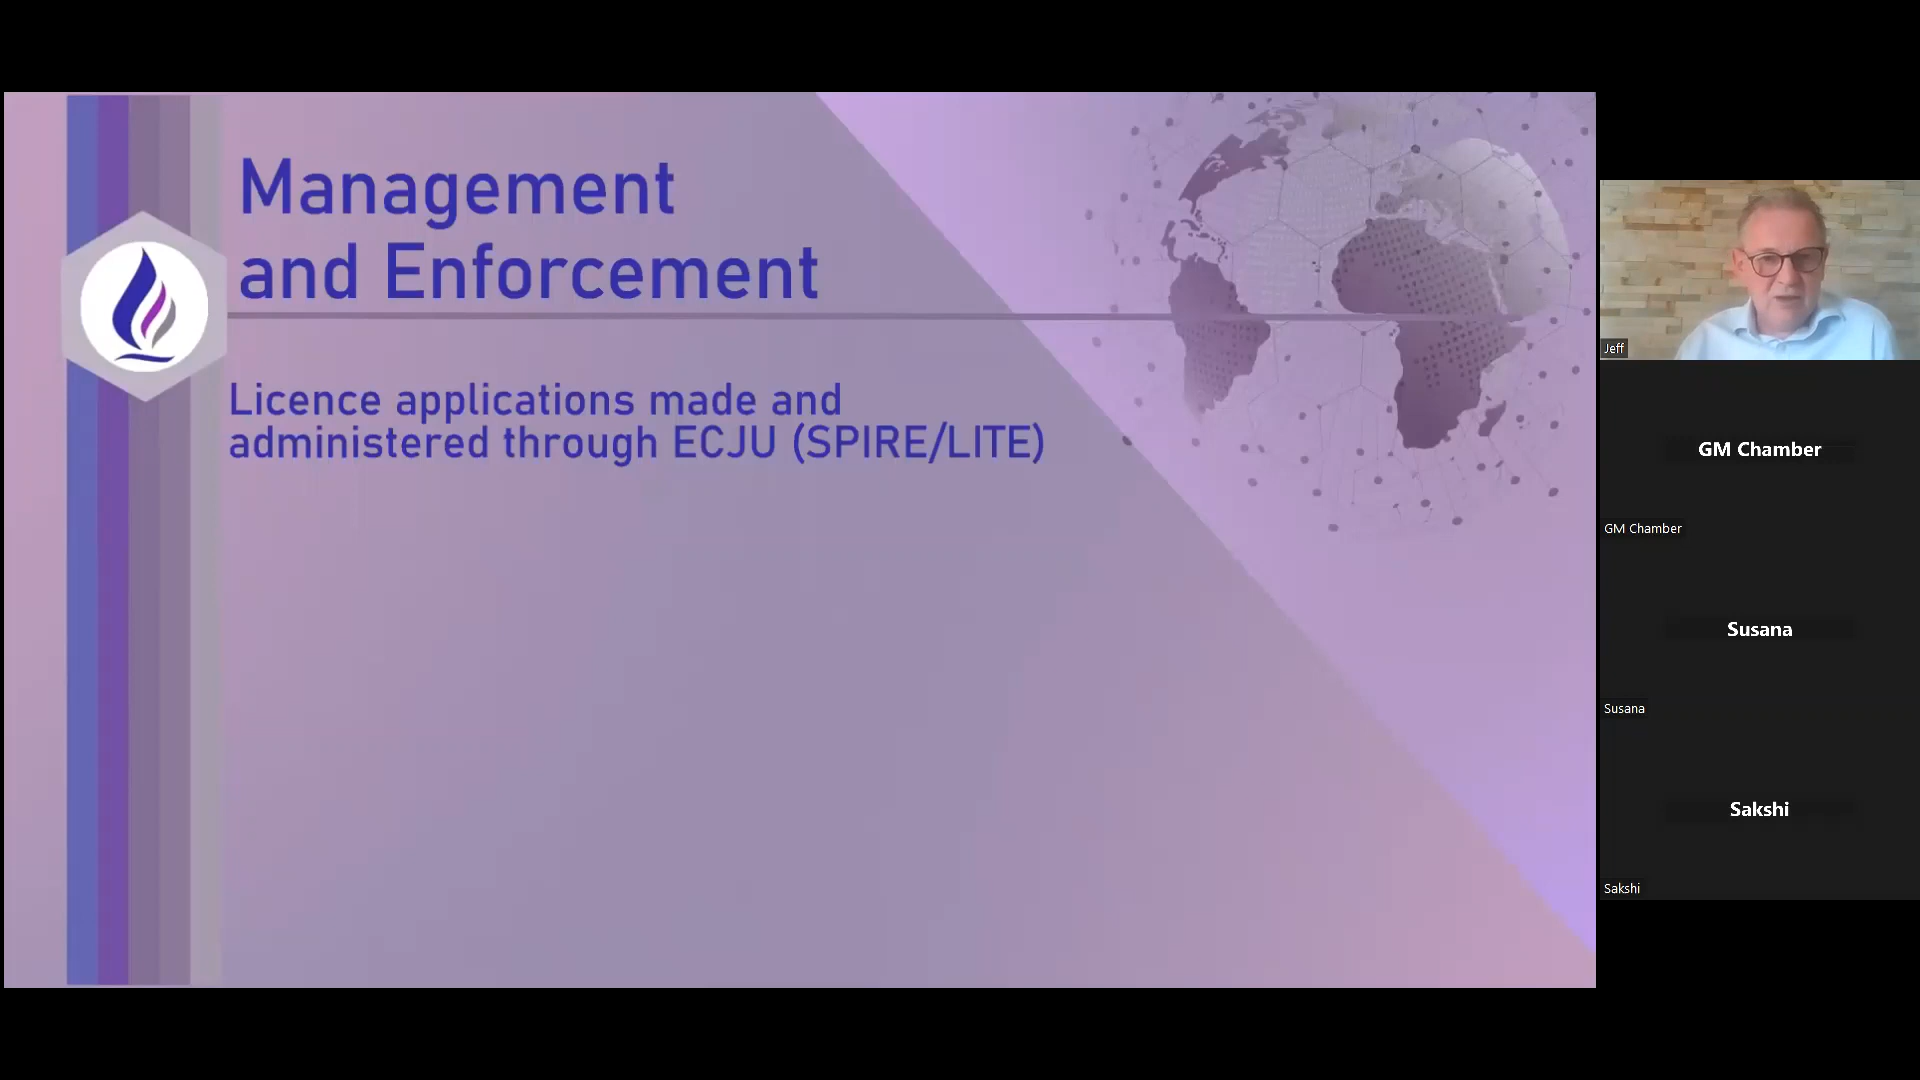 Management
and Enforcement
Licence applications made and
administered through ECJU (SPIRE/LITE)
Jeff
GM Chamber
GM Chamber
Susana
Susana
Sakshi
Sakshi